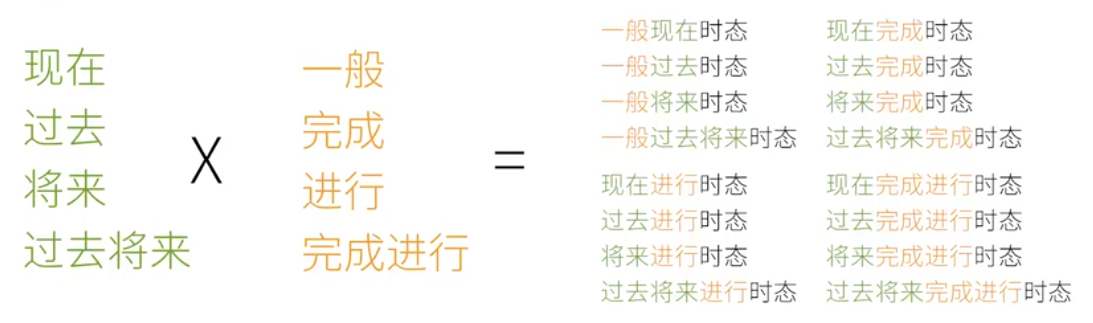 现在
过去
将来
过去将来
X
一般
完成
进行
完成进行
=
一般现在时态
一般过去时态
一般将来时态
一般过去将来时态
现在完成时态
过去完成时态
将来完成时态
过去将来完成时态
现在进行时态
过去进行时态
将来进行时态
过去将来进行时态
现在完成进行时态
过去完成进行时态
将来完成进行时态
过去将来完成进行时态